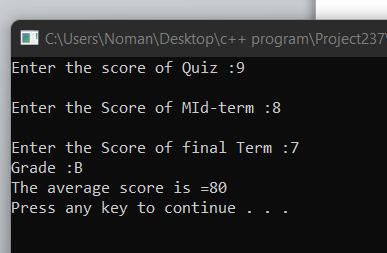 C:\Users\Noman\Desktop\c++ program\Project237\
Enter the score of Quiz :9
Enter the Score of MId-term :8
Enter the Score of final Term :7
Grade :B
The average score is =80
Press any key to continue . . .